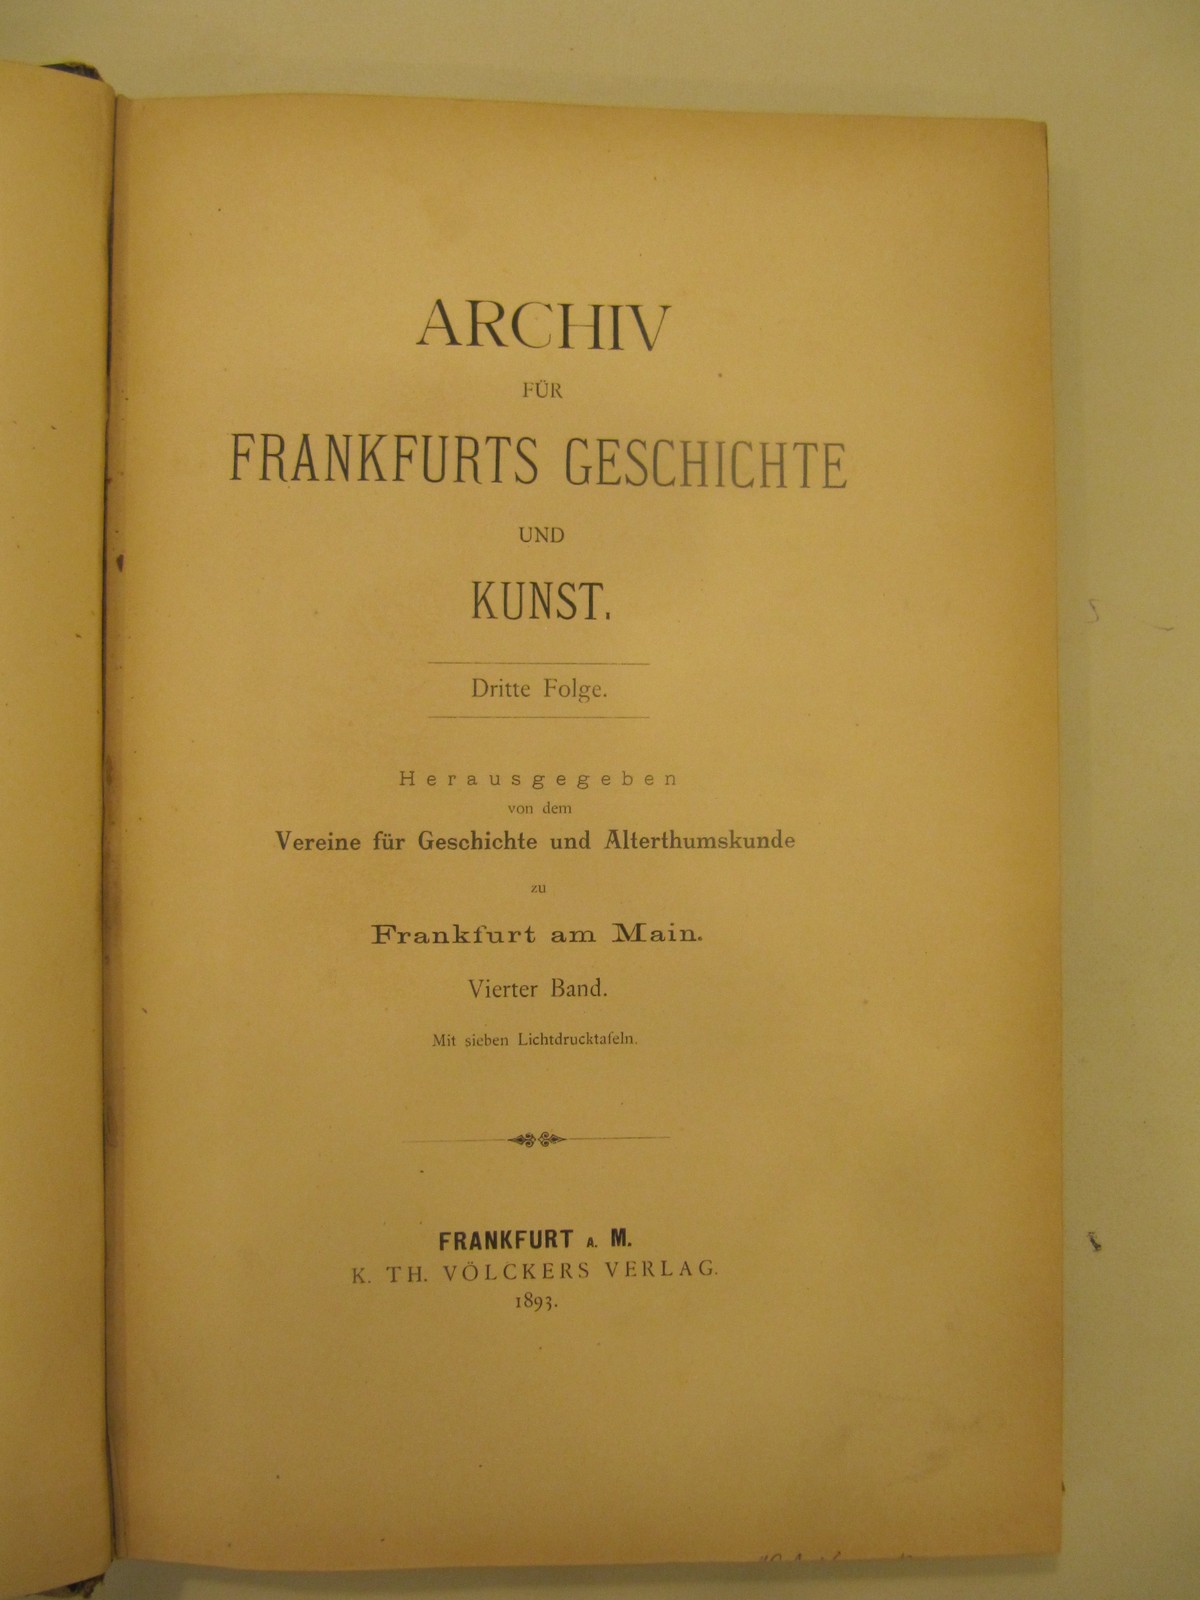 ARCHIV
FÜR
FRANKFURTS GESCHICHTE
UND
KUNST.
Dritte Folge.
Herausgegeben
von dem
Vereine für Geschichte und Alterthumskunde
zu
Frankfurt am Main.
Vierter Band.
Mit sieben Lichtdrucktafeln.
FRANKFURT A. M.
K. TH. VÖLCKERS VERLAG.
1893.